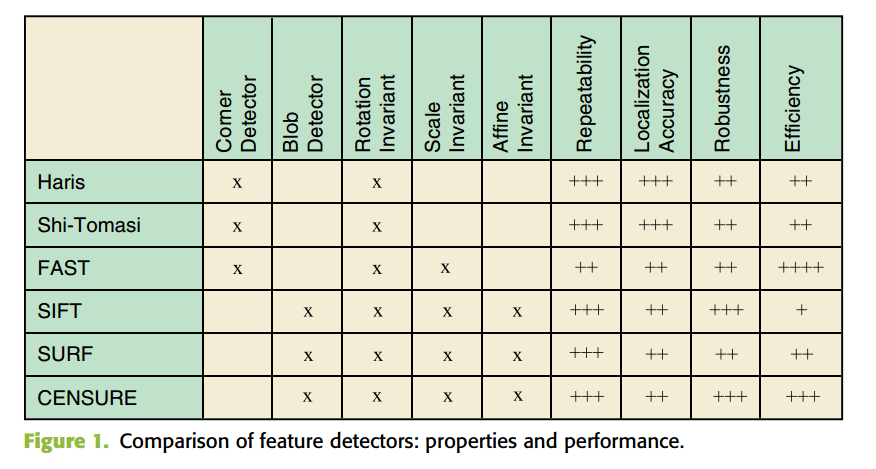 Corner Detector Blob Detector Rotation Invariant Scale Invariant Affine Invariant Repeatability Localization Accuracy Robustness Efficiency
Haris x x +++ +++ ++ ++
Shi-Tomasi x x +++ +++ ++ ++
FAST x x x ++ ++ ++ ++++
SIFT x x x x +++ ++ +++ +
SURF x x x x +++ ++ ++ ++
CENSURE x x x x +++ ++ +++ +++
Figure 1. Comparison of feature detectors: properties and performance.